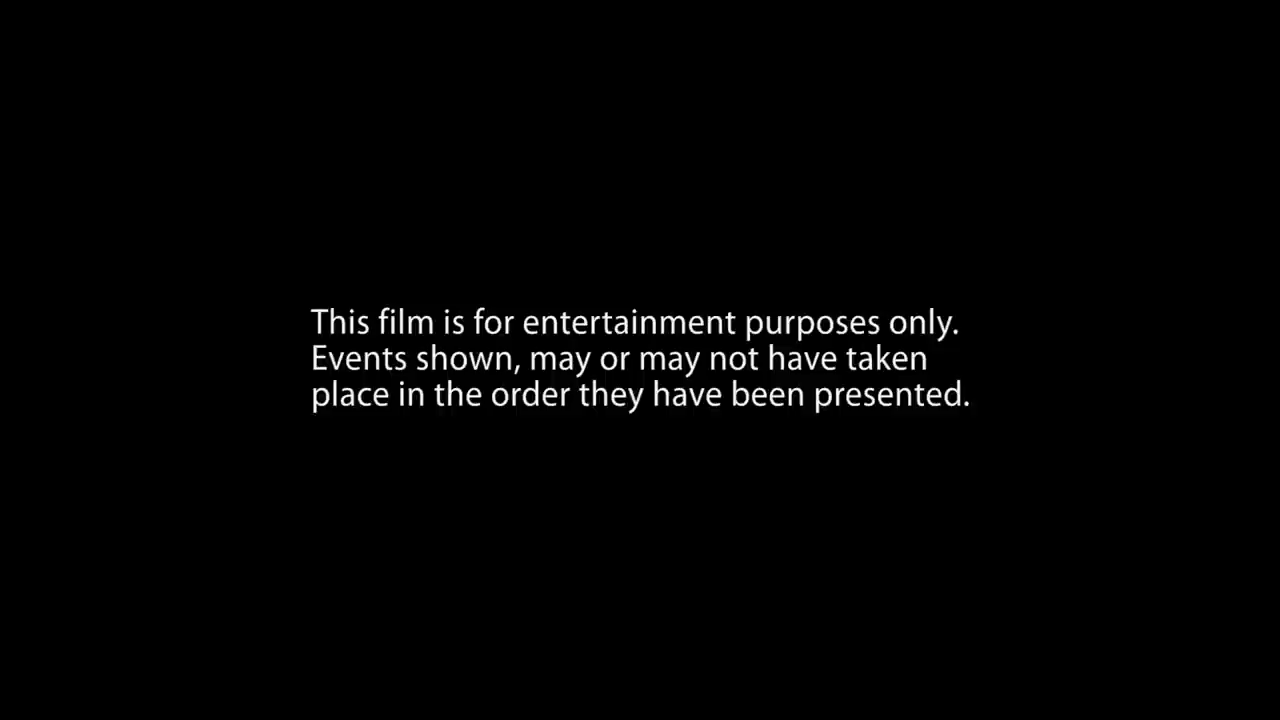 This film is for entertainment purposes only.
Events shown, may or may not have taken
place in the order they have been presented.